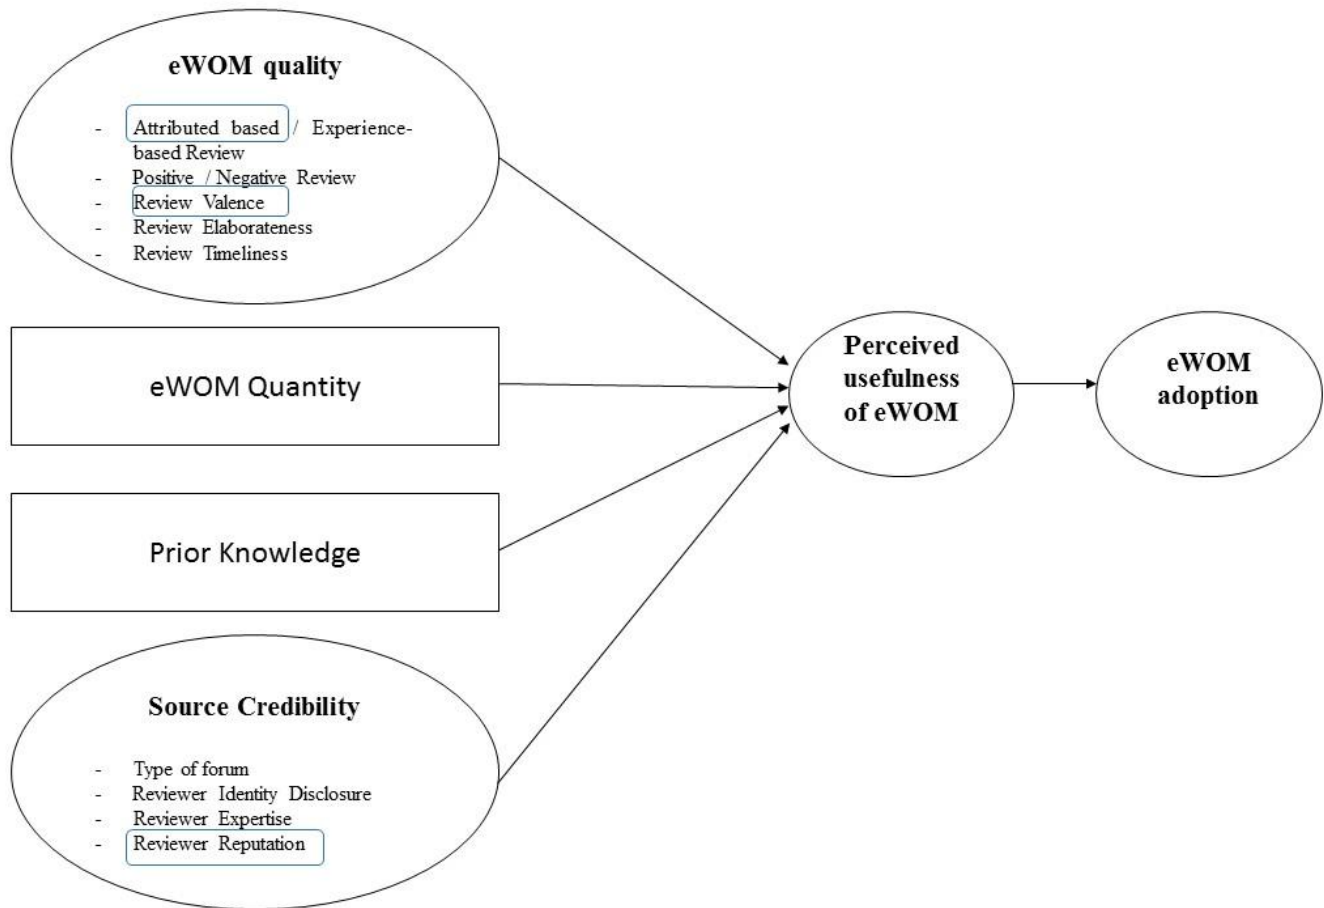 eWOM quality
- Attributed based / Experience-
based Review
- Positive / Negative Review
- Review Valence
- Review Elaborateness
- Review Timeliness
eWOM Quantity
Prior Knowledge
Source Credibility
- Type of forum
- Reviewer Identity Disclosure
- Reviewer Expertise
- Reviewer Reputation
Perceived
usefulness
of eWOM
eWOM
adoption